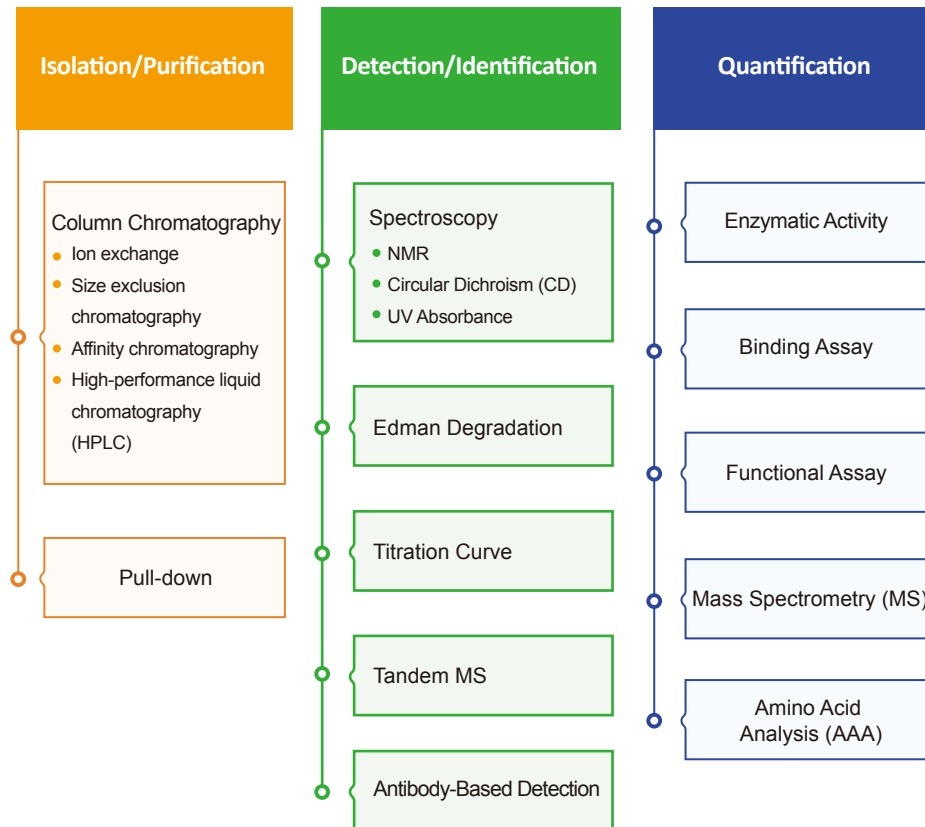 Isolation/Purification
Column Chromatography
Ion exchange
Size exclusion
chromatography
Affinity chromatography
High-performance liquid
chromatography
(HPLC)
Pull-down
Detection/Identification
Spectroscopy
NMR
Circular Dichroism (CD)
UV Absorbance
Edman Degradation
Titration Curve
Tandem MS
Antibody-Based Detection
Quantification
Enzymatic Activity
Binding Assay
Functional Assay
Mass Spectrometry (MS)
Amino Acid
Analysis (AAA)